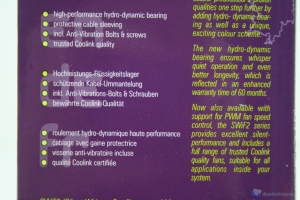 high-performance hydro-dynamic bearing
protective cable sleeving
incl. Anti-Vibration Bolts & screws
trusted Coolink quality
Hochleistungs-Flüssigkeitslager
schützende Kabel-Ummantelung
inkl. Anti-Vibrations-Bolts & Schrauben
bewährte Coolink Qualität
roulement hydro-dynamique haute performance
cablage avec gaine protectrice
visserie anti-vibratoire incluse
qualité Coolink certifiée
qualities one step further by
adding hydro-dynamic bear-
ing as well as a unique,
exciting colour scheme.
The new hydro-dynamic
bearing ensures whisper
quiet operation and even
better longevity, which is
reflected in an enhanced
warranty time of 60 months.
Now also available with
support for PWM fan speed
control, the SWiF2 series
provides excellent silent-
performance and includes a
full range of trusted Coolink
quality fans, suitable for all
applications inside your
system.